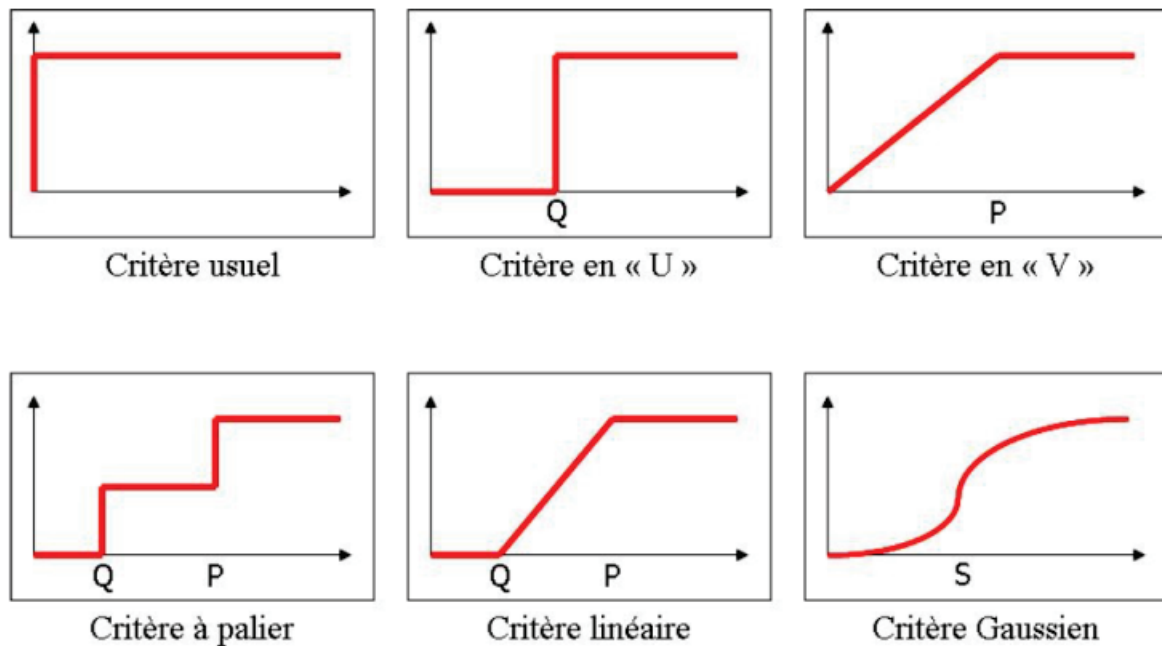 Q
P
Critère usuel
Critère en « U »
Critère en « V »
Q
P
Q
P
S
Critère à palier
Critère linéaire
Critère Gaussien